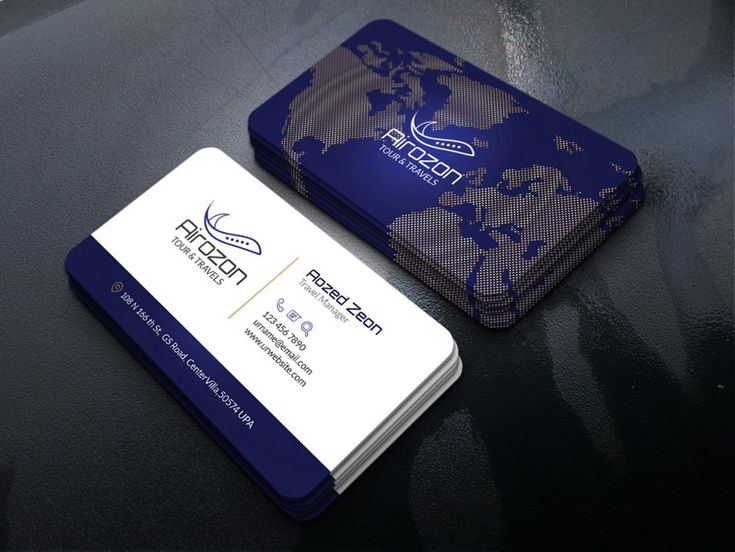 Airozon
TOUR & TRAVELS
Airozon
TOUR & TRAVELS
Aozed Zeon
Travel Manager
123 456 7890
urname@email.com
www.urwebsite.com
108 N 166 th St, GS Road, CenterVilla,50574 UPA